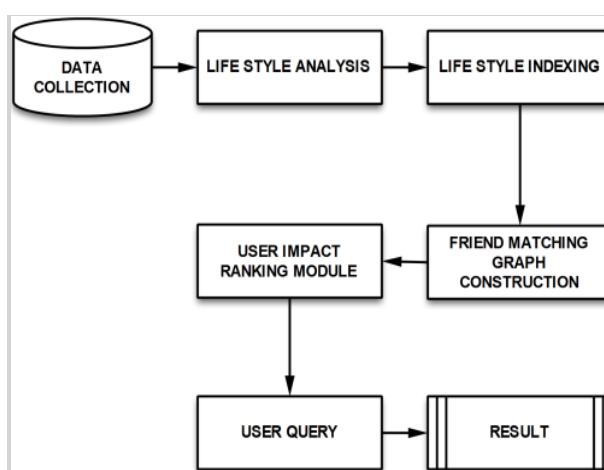 DATA
COLLECTION
LIFE STYLE ANALYSIS
LIFE STYLE INDEXING
USER IMPACT
RANKING MODULE
FRIEND MATCHING
GRAPH
CONSTRUCTION
USER QUERY
RESULT